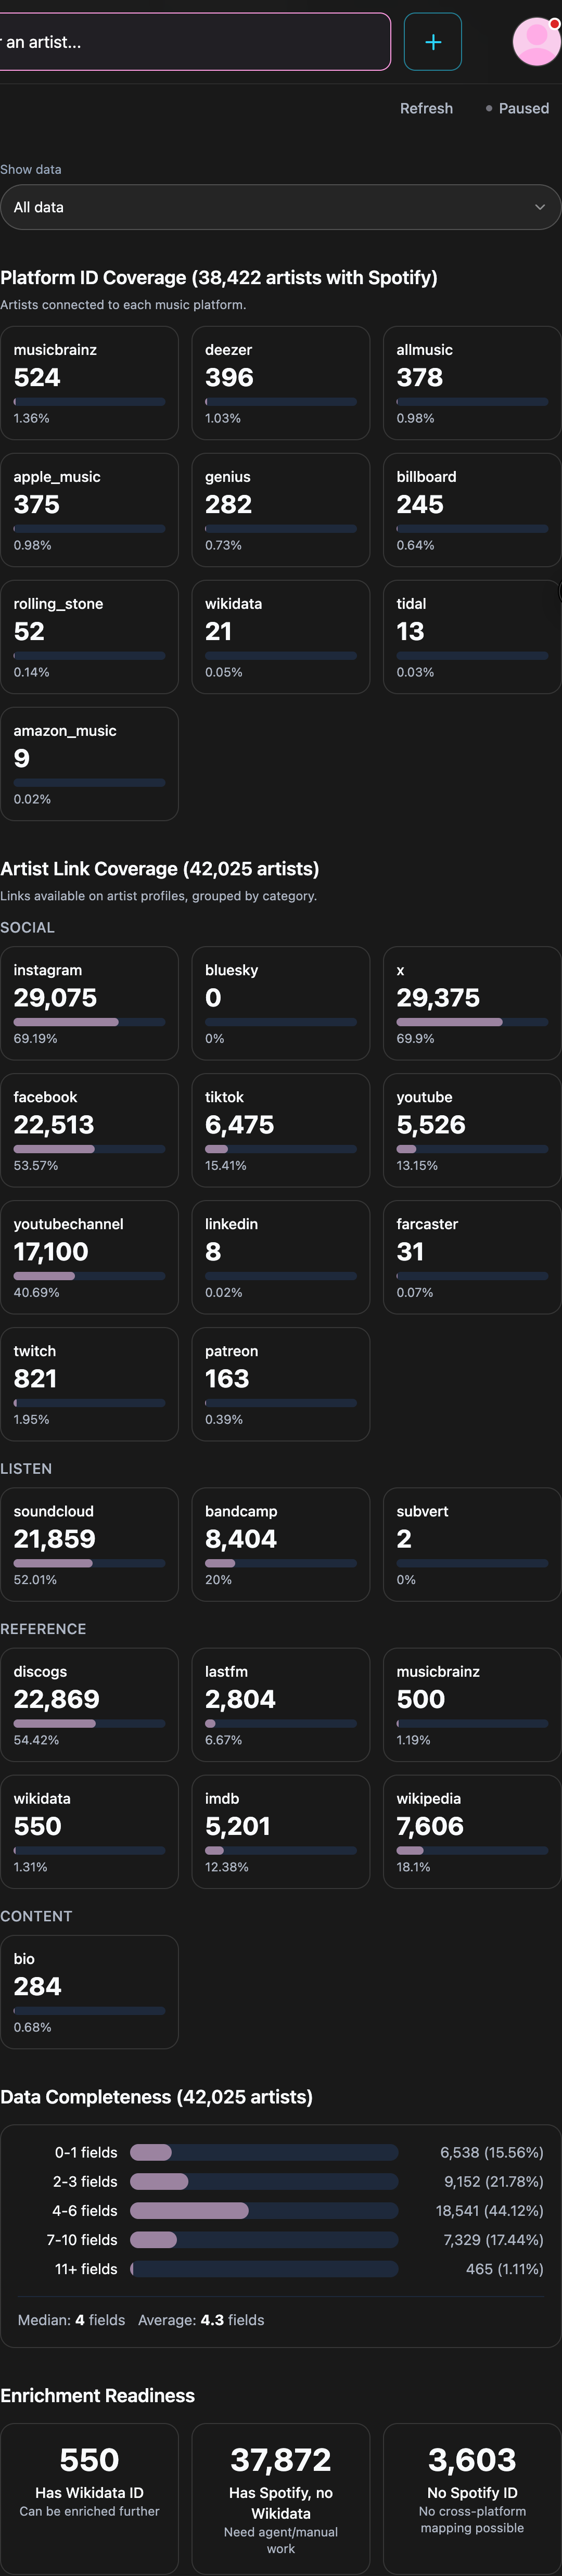 r an artist...
+
Refresh
Paused
Show data
All data
Platform ID Coverage (38,422 artists with Spotify)
Artists connected to each music platform.
musicbrainz
524
1.36%
deezer
396
1.03%
allmusic
378
0.98%
apple_music
375
0.98%
genius
282
0.73%
billboard
245
0.64%
rolling_stone
52
0.14%
wikidata
21
0.05%
tidal
13
0.03%
amazon_music
9
0.02%
Artist Link Coverage (42,025 artists)
Links available on artist profiles, grouped by category.
SOCIAL
instagram
29,075
69.19%
bluesky
0
0%
x
29,375
69.9%
facebook
22,513
53.57%
tiktok
6,475
15.41%
youtube
5,526
13.15%
youtubechannel
17,100
40.69%
linkedin
8
0.02%
farcaster
31
0.07%
twitch
821
1.95%
patreon
163
0.39%
LISTEN
soundcloud
21,859
52.01%
bandcamp
8,404
20%
subvert
2
0%
REFERENCE
discogs
22,869
54.42%
lastfm
2,804
6.67%
musicbrainz
500
1.19%
wikidata
550
1.31%
imdb
5,201
12.38%
wikipedia
7,606
18.1%
CONTENT
bio
284
0.68%
Data Completeness (42,025 artists)
0-1 fields 6,538 (15.56%)
2-3 fields 9,152 (21.78%)
4-6 fields 18,541 (44.12%)
7-10 fields 7,329 (17.44%)
11+ fields 465 (1.11%)
Median: 4 fields Average: 4.3 fields
Enrichment Readiness
550
Has Wikidata ID
Can be enriched further
37,872
Has Spotify, no
Wikidata
Need agent/manual
work
3,603
No Spotify ID
No cross-platform
mapping possible